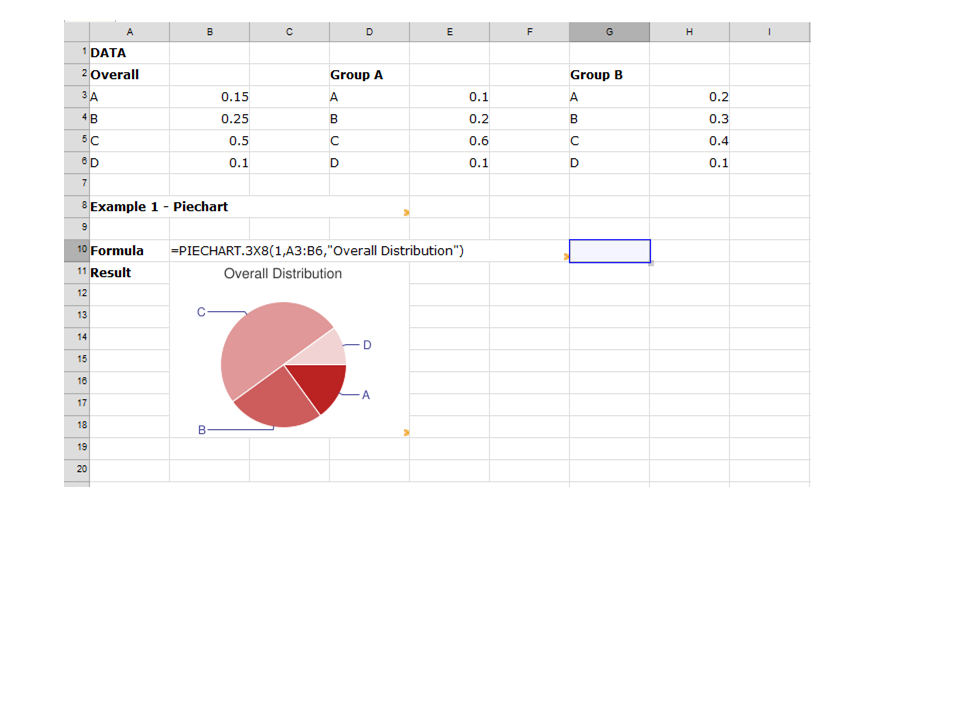 A B C D E F G H I
1 DATA
2 Overall Group A Group B
3 A 0.15 A 0.1 A 0.2
4 B 0.25 B 0.2 B 0.3
5 C 0.5 C 0.6 C 0.4
6 D 0.1 D 0.1 D 0.1
7
8 Example 1 - Piechart
9
10 Formula =PIECHART.3X8(1,A3:B6,"Overall Distribution")
11 Result Overall Distribution
12
13 C
14 D
15
16
17 A
18 B
19
20